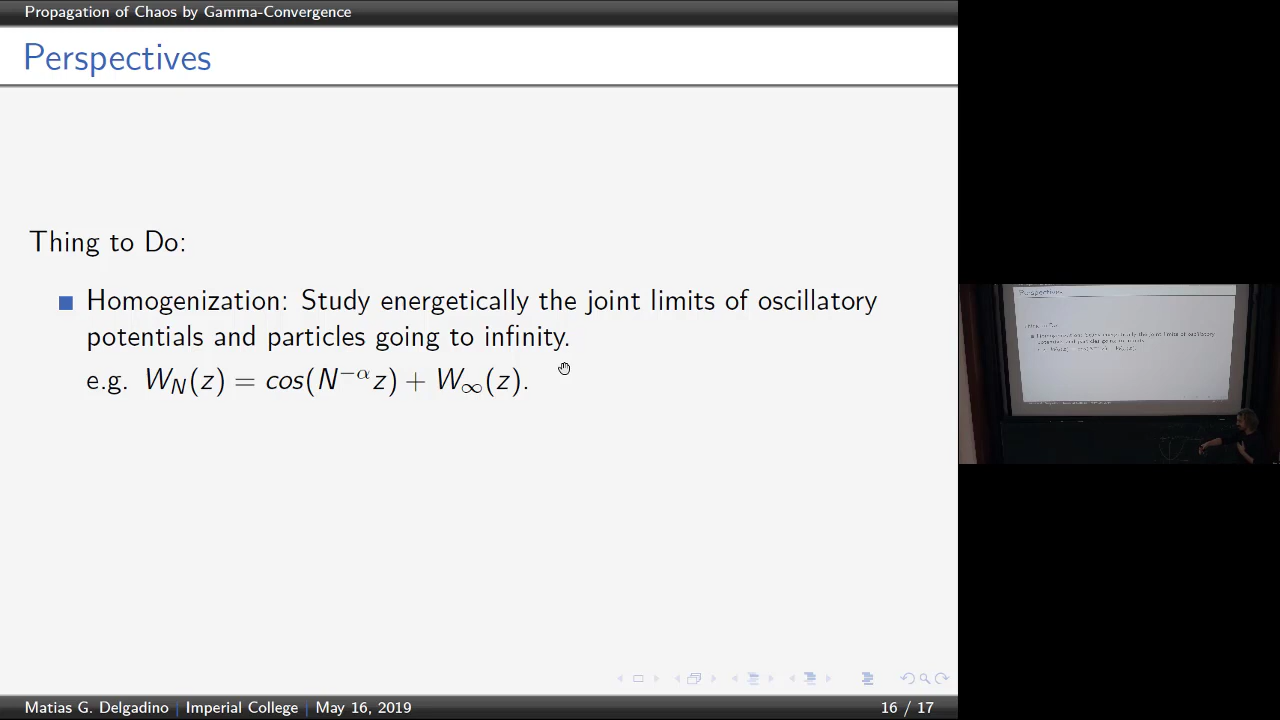 Propagation of Chaos by Gamma-Convergence
Perspectives
Thing to Do:
Homogenization: Study energetically the joint limits of oscillatory
potentials and particles going to infinity.
e.g. W_N(z) = cos(N^{−α}z) + W_∞(z).
Matias G. Delgadino | Imperial College | May 16, 2019
16 / 17